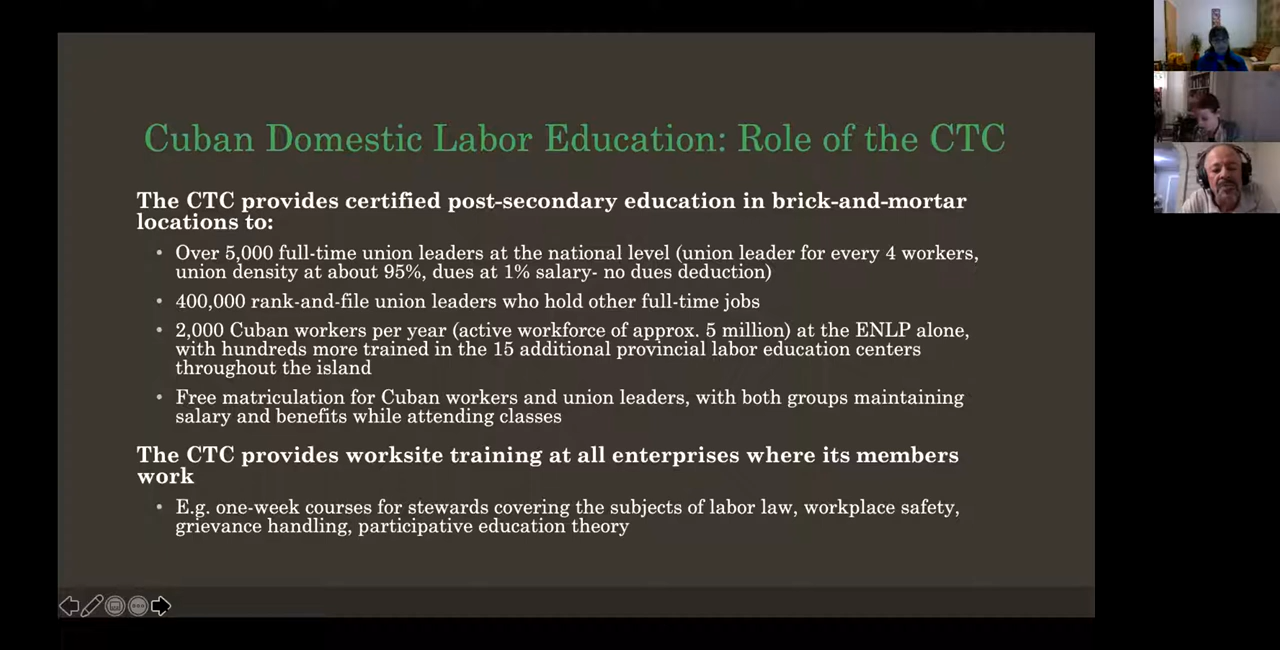 Cuban Domestic Labor Education: Role of the CTC
The CTC provides certified post-secondary education in brick-and-mortar
locations to:
• Over 5,000 full-time union leaders at the national level (union leader for every 4 workers,
union density at about 95%, dues at 1% salary- no dues deduction)
• 400,000 rank-and-file union leaders who hold other full-time jobs
• 2,000 Cuban workers per year (active workforce of approx. 5 million) at the ENLP alone,
with hundreds more trained in the 15 additional provincial labor education centers
throughout the island
• Free matriculation for Cuban workers and union leaders, with both groups maintaining
salary and benefits while attending classes
The CTC provides worksite training at all enterprises where its members
work
• E.g. one-week courses for stewards covering the subjects of labor law, workplace safety,
grievance handling, participative education theory